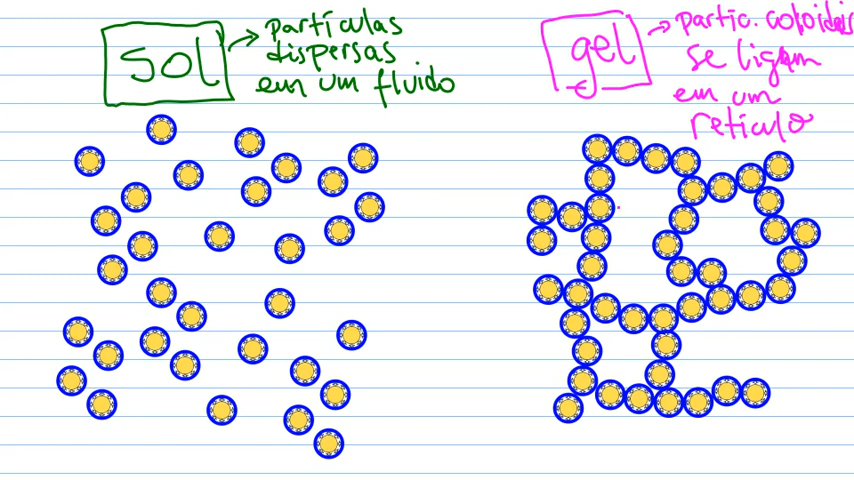 sol
partículas
dispersas
em um fluido
gel
partic. coloidais
se ligam
em um
retículo